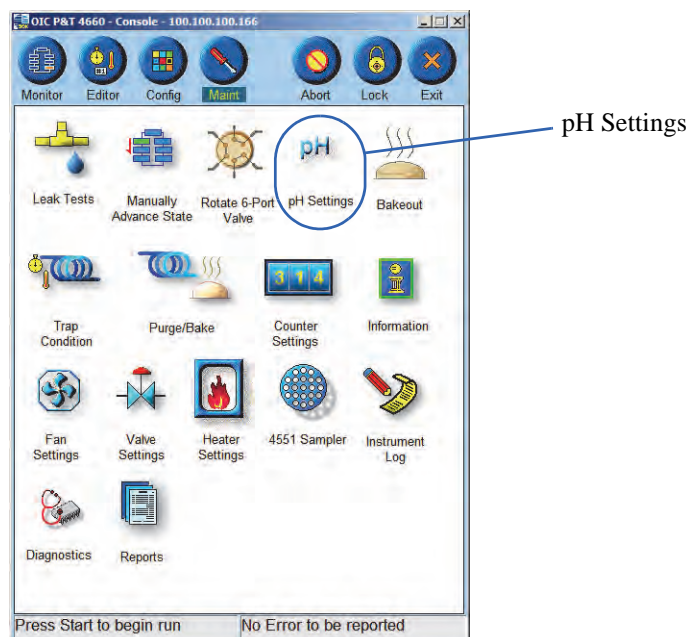 OIC P&T 4660 - Console - 100.100.100.166
Monitor Editor Config Maint Abort Lock Exit
pH Settings
pH
Leak Tests
Manually
Advance State
Rotate 6-Port
Valve
pH Settings
Bakeout
3 1 4
Trap
Condition
Purge/Bake
Counter
Settings
Information
Fan
Settings
Valve
Settings
Heater
Settings
4551 Sampler
Instrument
Log
Diagnostics
Reports
Press Start to begin run
No Error to be reported